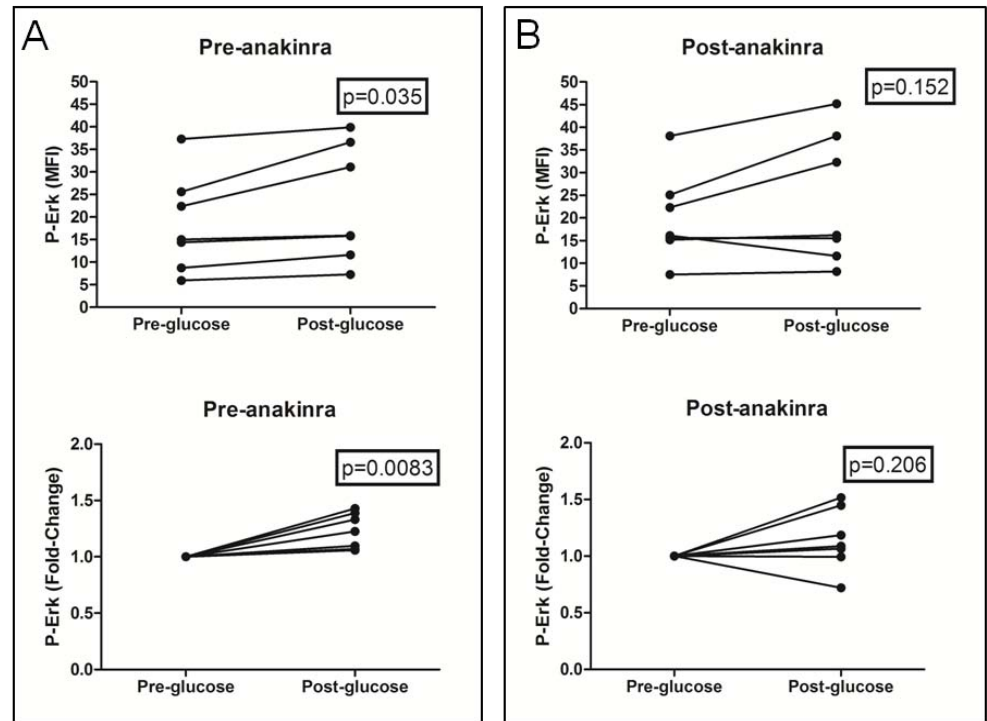 A
Pre-anakinra
p=0.035
P-Erk (MFI)
50
45
40
35
30
25
20
15
10
5
0
Pre-glucose Post-glucose
Pre-anakinra
p=0.0083
P-Erk (Fold-Change)
2.0
1.5
1.0
0.5
0.0
Pre-glucose Post-glucose
B
Post-anakinra
p=0.152
P-Erk (MFI)
50
45
40
35
30
25
20
15
10
5
0
Pre-glucose Post-glucose
Post-anakinra
p=0.206
P-Erk (Fold-Change)
2.0
1.5
1.0
0.5
0.0
Pre-glucose Post-glucose